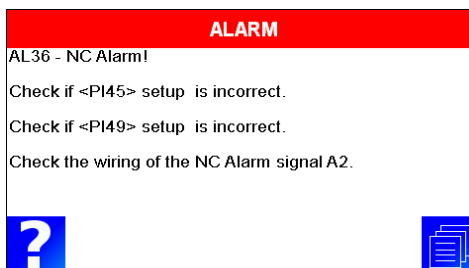 ALARM
AL36 - NC Alarm!
Check if <PI45> setup  is incorrect.
Check if <PI49> setup  is incorrect.
Check the wiring of the NC Alarm signal A2.
?